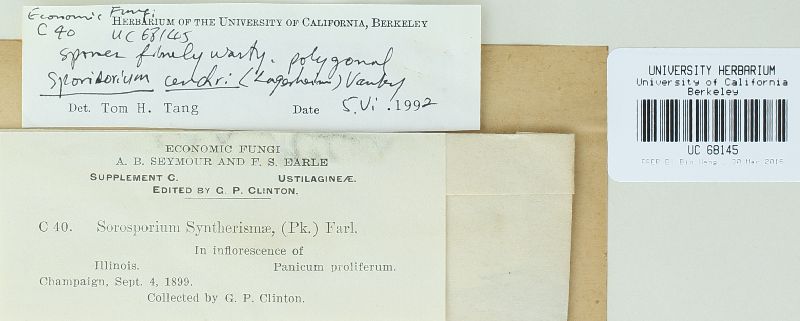 Economic Fungi
HERBARIUM OF THE UNIVERSITY OF CALIFORNIA, BERKELEY
C 40 UC 68145
spores finely warty, polygonal
Sporisorium cenchri (Lagerheim) Vanky
Det. Tom H. Tang Date 5.Vi.1992
UNIVERSITY HERBARIUM
University of California
Berkeley
UC 68145
ECONOMIC FUNGI
A. B. SEYMOUR AND F. S. EARLE
SUPPLEMENT C. USTILAGINEÆ.
EDITED BY G. P. CLINTON.
C 40. Sorosporium Syntherismæ, (Pk.) Farl.
In inflorescence of
Illinois. Panicum proliferum.
Champaign, Sept. 4, 1899.
Collected by G. P. Clinton.